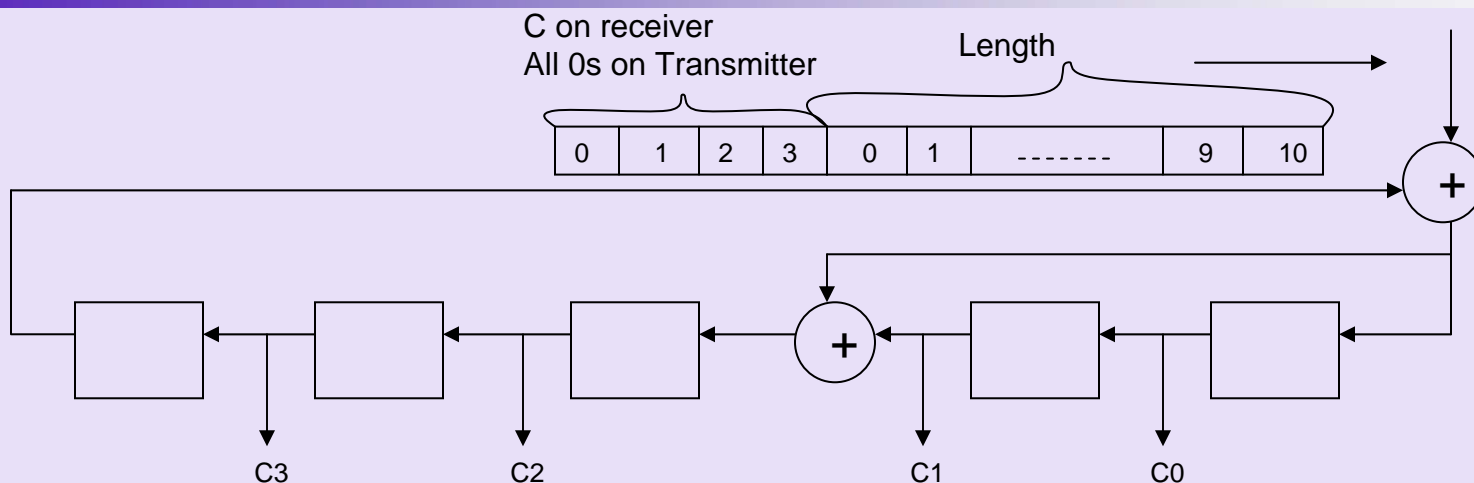 C on receiver
All 0s on Transmitter
Length
0 1 2 3 0 1 ------- 9 10
+
+
C3 C2 C1 C0